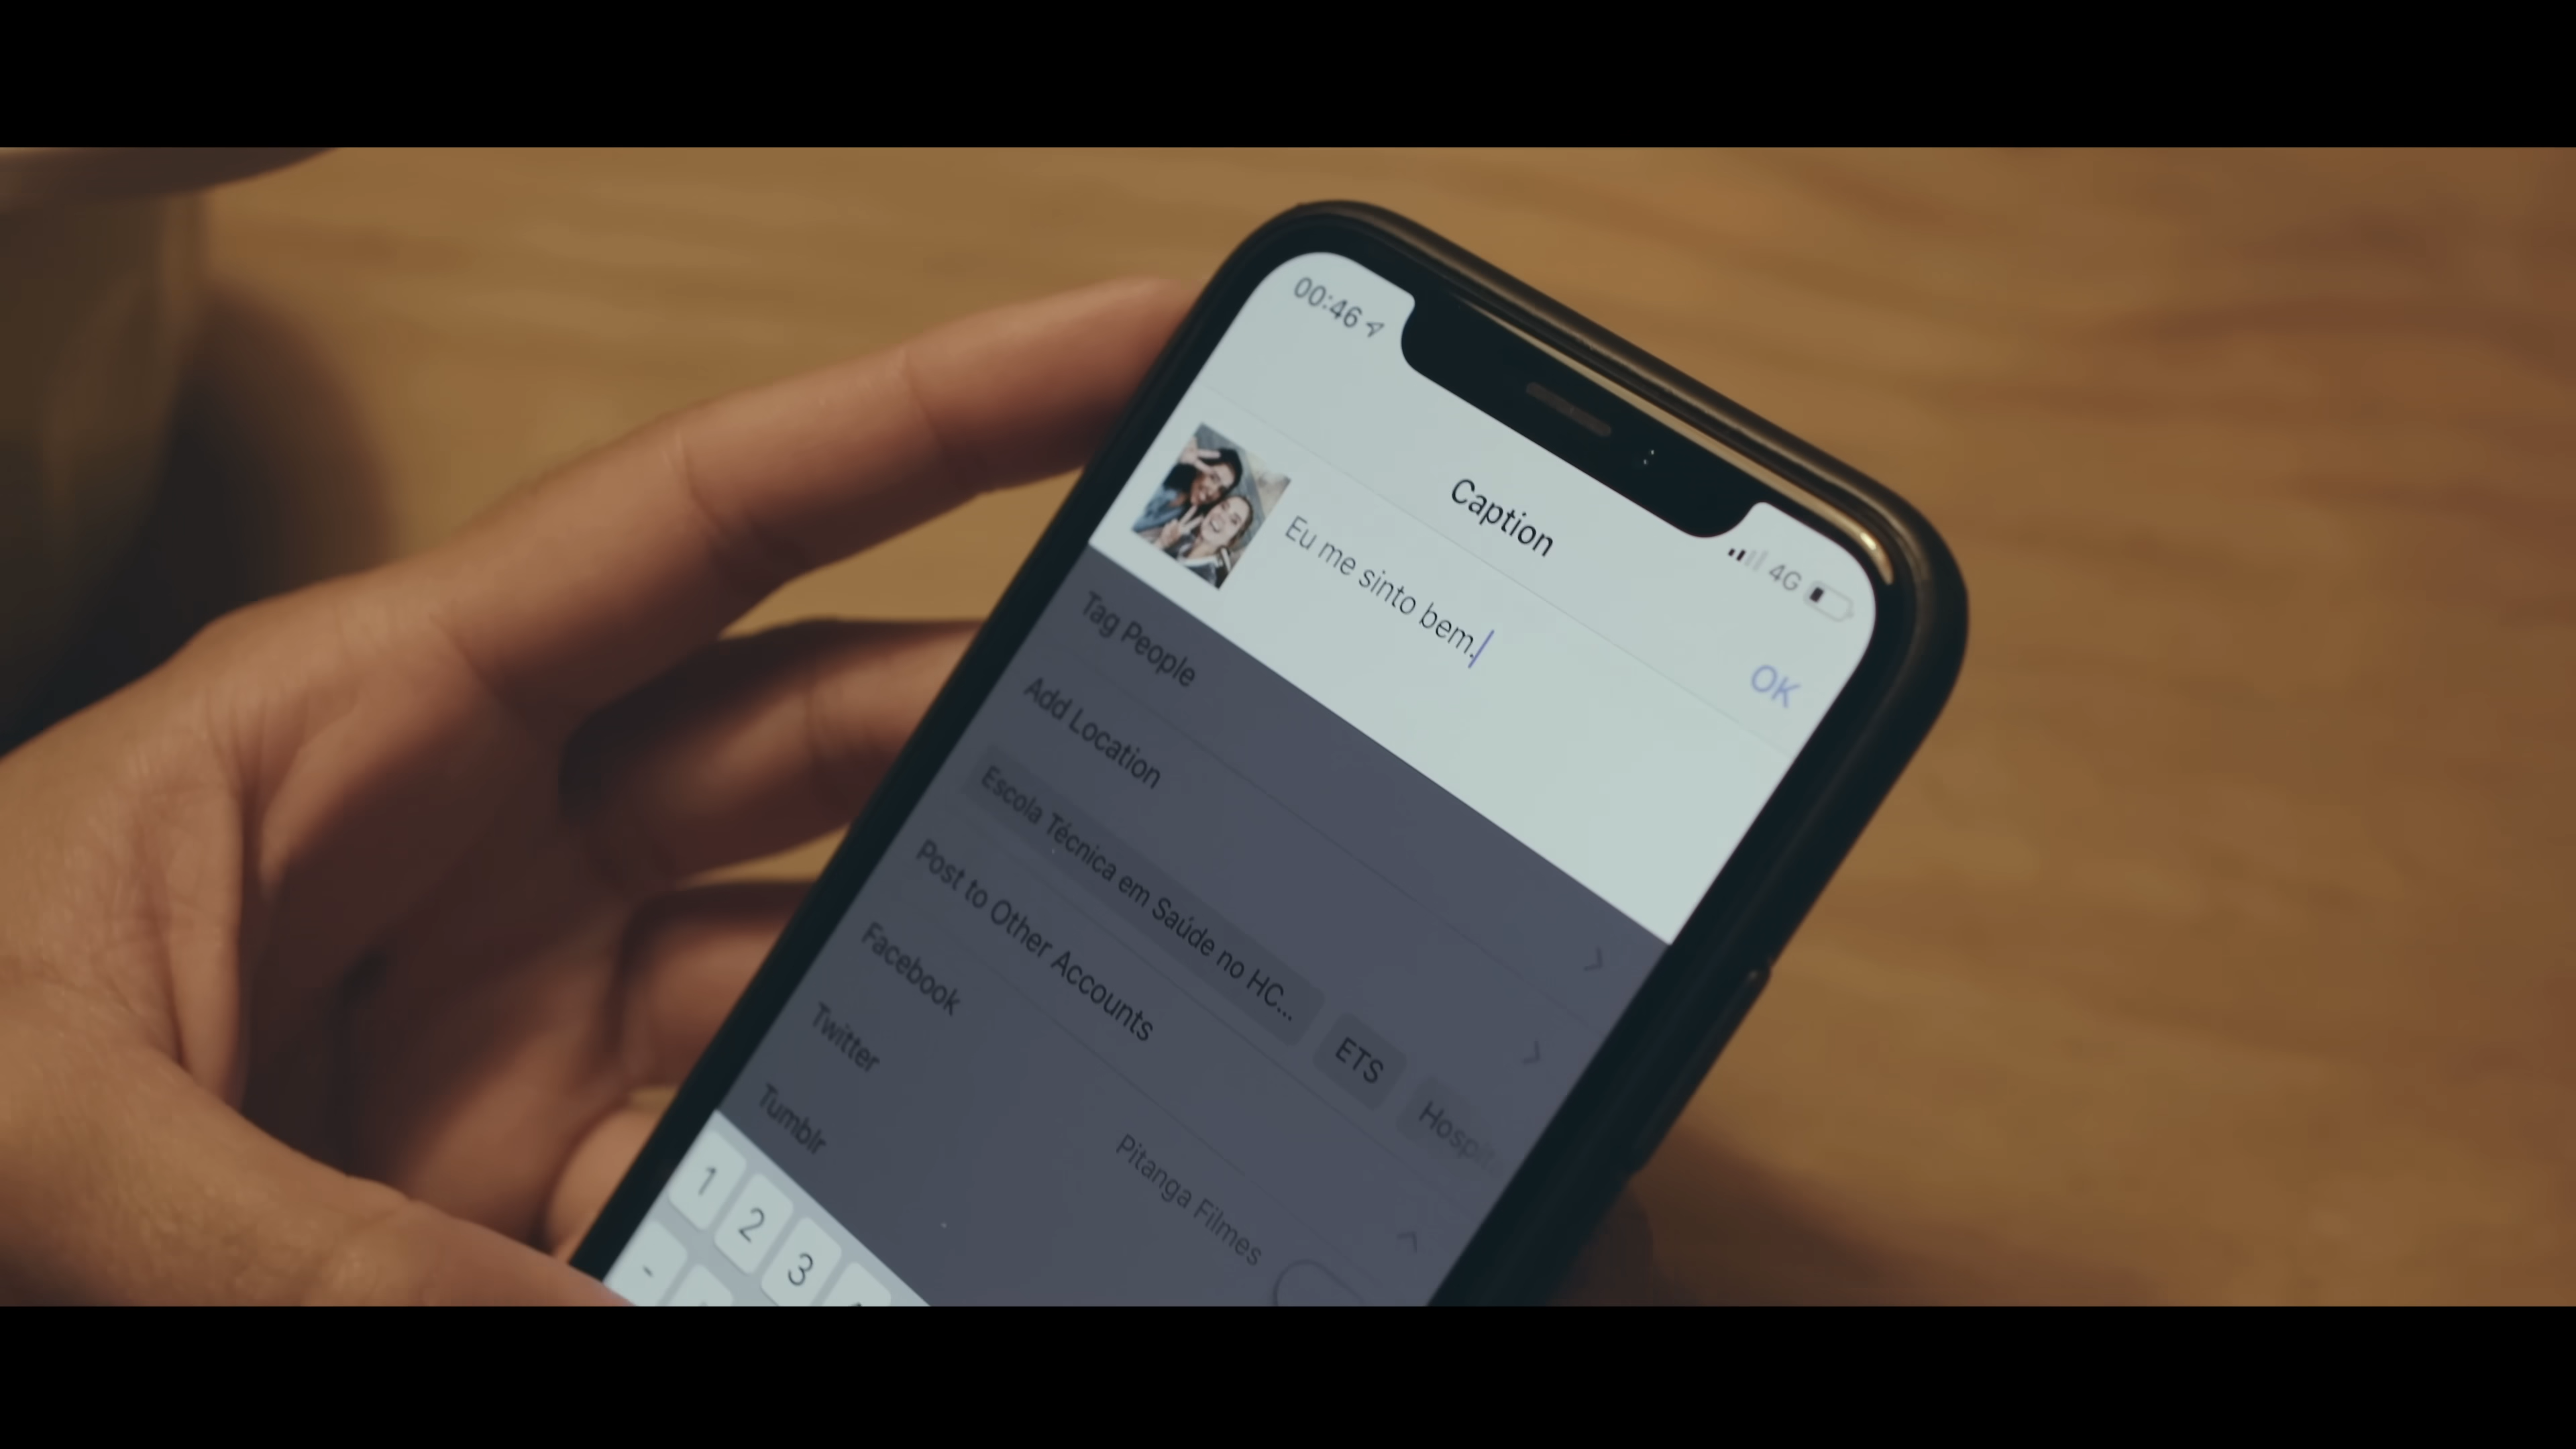 00:46
4G
Caption
OK
Eu me sinto bem.
Tag People
Add Location
Escola Técnica em Saúde no HC... ETS
Post to Other Accounts
Facebook
Pitanga Filmes
Twitter
Tumblr
1 2 3
-